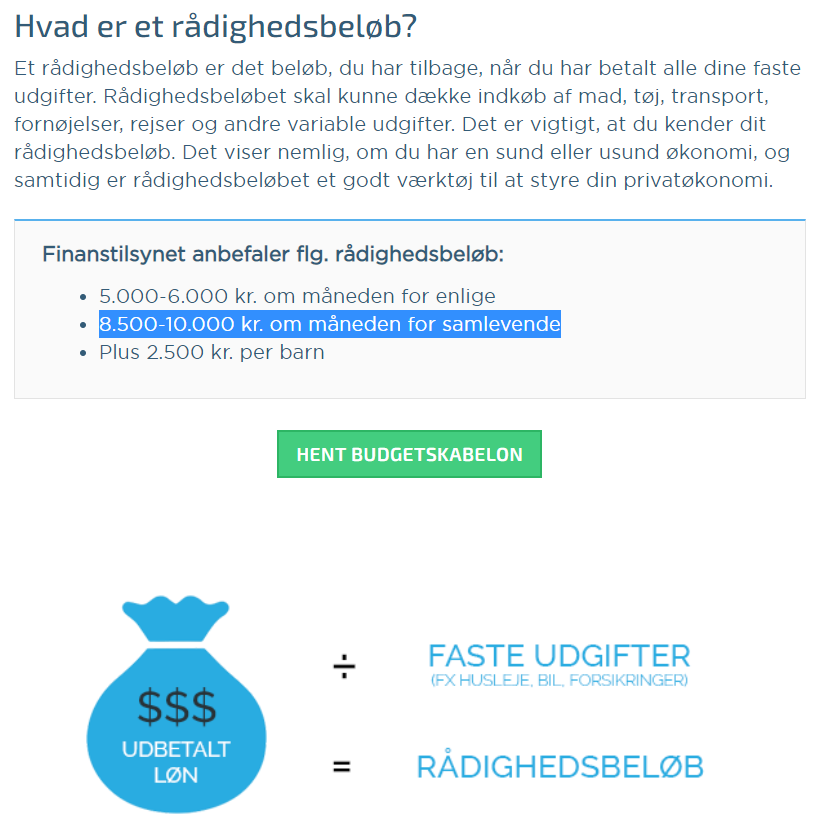 Hvad er et rådighedsbeløb?
Et rådighedsbeløb er det beløb, du har tilbage, når du har betalt alle dine faste
udgifter. Rådighedsbeløbet skal kunne dække indkøb af mad, tøj, transport,
fornøjelser, rejser og andre variable udgifter. Det er vigtigt, at du kender dit
rådighedsbeløb. Det viser nemlig, om du har en sund eller usund økonomi, og
samtidig er rådighedsbeløbet et godt værktøj til at styre din privatøkonomi.
Finanstilsynet anbefaler flg. rådighedsbeløb:
• 5.000-6.000 kr. om måneden for enlige
• 8.500-10.000 kr. om måneden for samlevende
• Plus 2.500 kr. per barn
HENT BUDGETSKABELON
$$$
UDBETALT
LØN
÷
FASTE UDGIFTER
(FX HUSLEJE, BIL, FORSIKRINGER)
=
RÅDIGHEDSBELØB